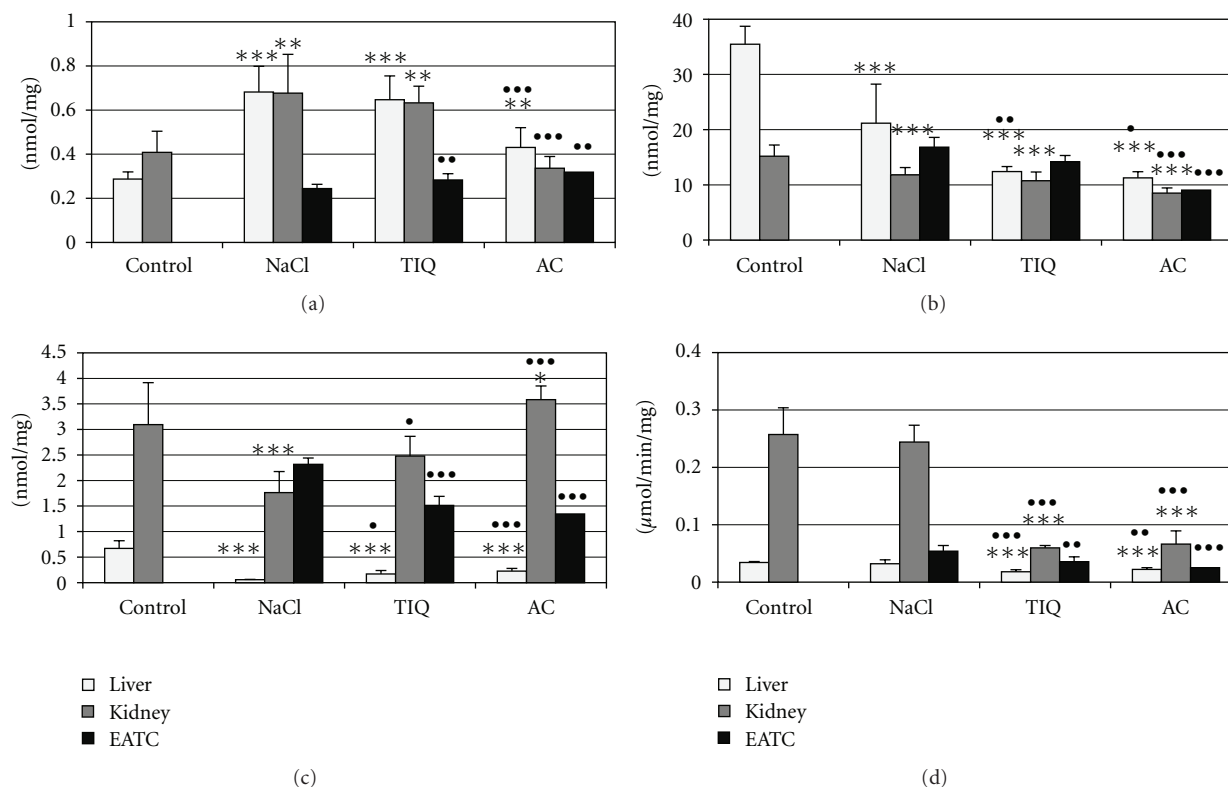 1
0.8
0.6
0.4
0.2
0
(nmol/mg)
*** ** *** ** ••• ** ••• •• ••
Control NaCl TIQ AC
(a)
40
30
20
10
0
(nmol/mg)
*** *** •• *** *** • *** ••• *** •••
Control NaCl TIQ AC
(b)
4.5
4
3.5
3
2.5
2
1.5
1
0.5
0
(nmol/mg)
*** *** • *** • ••• ••• *** ••• * •••
Control NaCl TIQ AC
Liver
Kidney
EATC
(c)
0.4
0.3
0.2
0.1
0
(µmol/min/mg)
••• *** ••• *** •• •• *** ••• *** •••
Control NaCl TIQ AC
Liver
Kidney
EATC
(d)